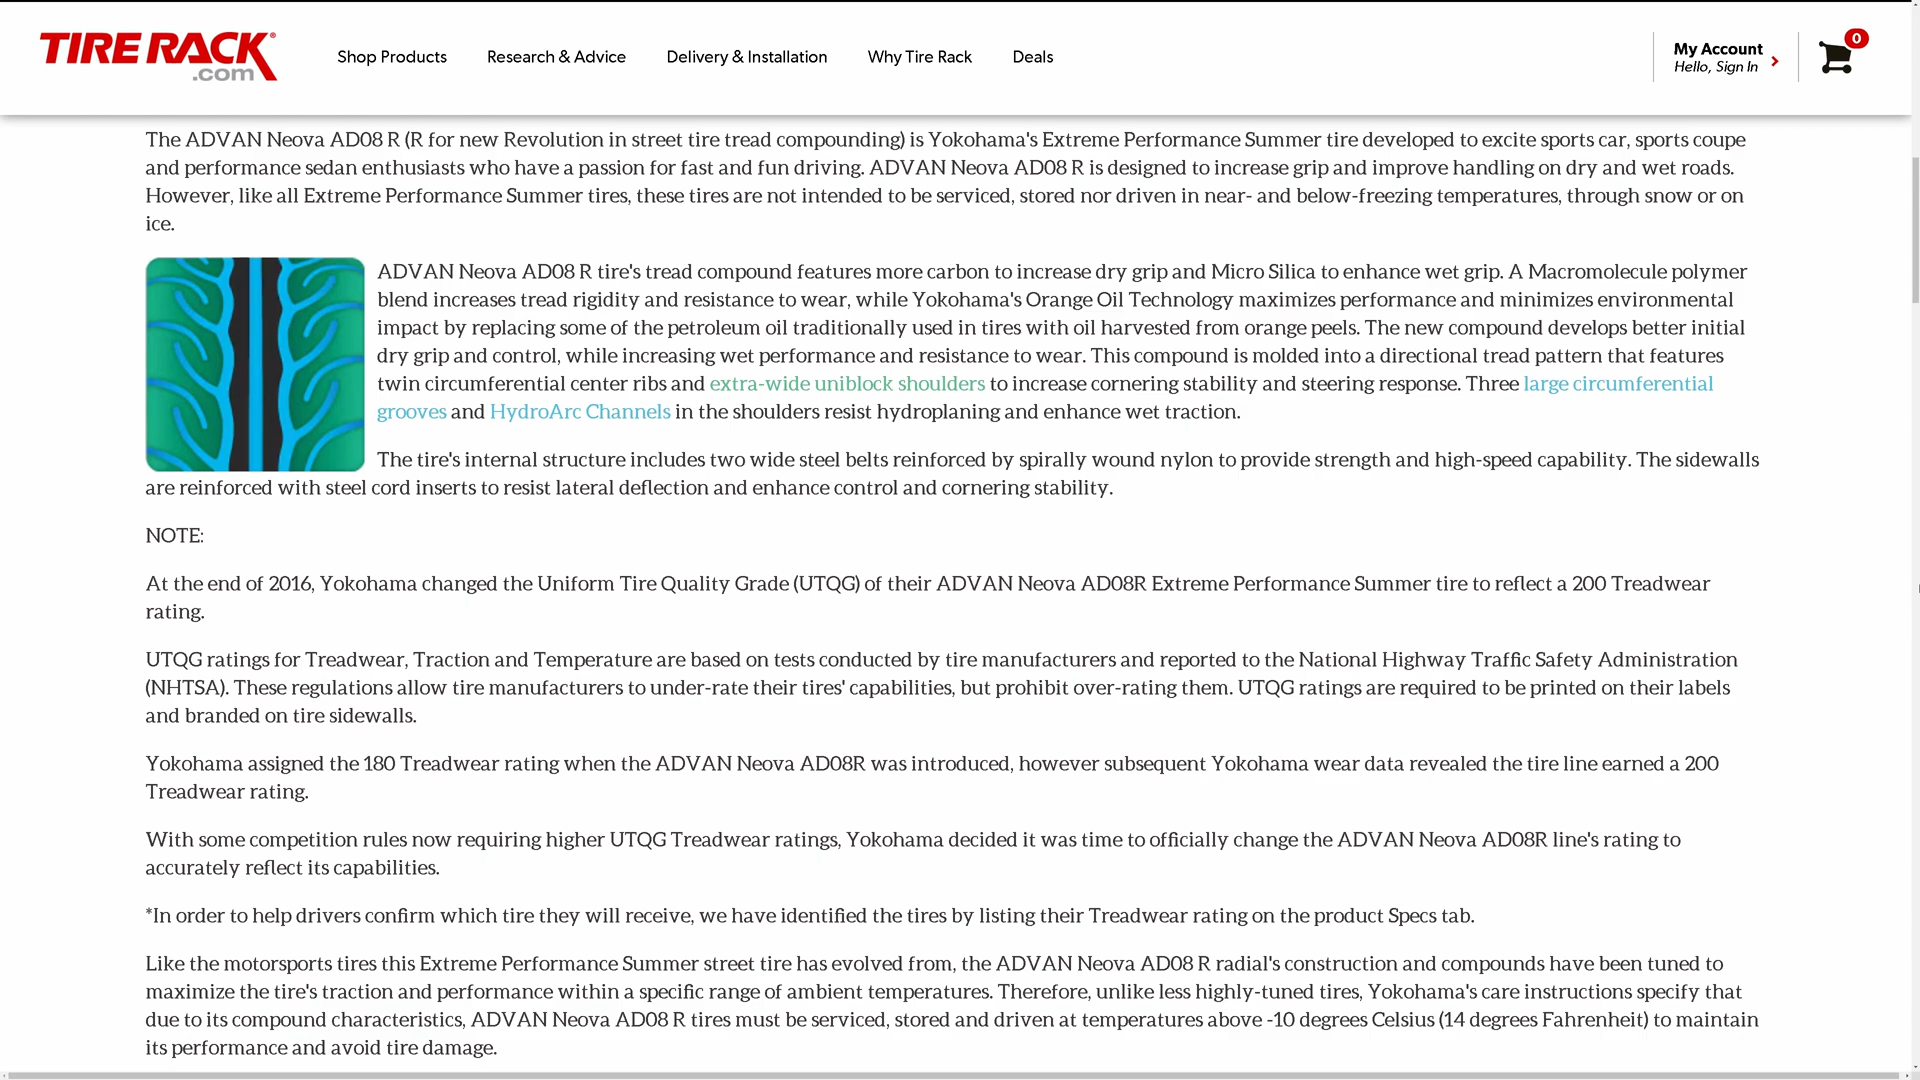 TIRE RACK
.com
Shop Products
Research & Advice
Delivery & Installation
Why Tire Rack
Deals
My Account
Hello, Sign In
0
The ADVAN Neova AD08 R (R for new Revolution in street tire tread compounding) is Yokohama's Extreme Performance Summer tire developed to excite sports car, sports coupe
and performance sedan enthusiasts who have a passion for fast and fun driving. ADVAN Neova AD08 R is designed to increase grip and improve handling on dry and wet roads.
However, like all Extreme Performance Summer tires, these tires are not intended to be serviced, stored nor driven in near- and below-freezing temperatures, through snow or on
ice.
ADVAN Neova AD08 R tire's tread compound features more carbon to increase dry grip and Micro Silica to enhance wet grip. A Macromolecule polymer
blend increases tread rigidity and resistance to wear, while Yokohama's Orange Oil Technology maximizes performance and minimizes environmental
impact by replacing some of the petroleum oil traditionally used in tires with oil harvested from orange peels. The new compound develops better initial
dry grip and control, while increasing wet performance and resistance to wear. This compound is molded into a directional tread pattern that features
twin circumferential center ribs and extra-wide uniblock shoulders to increase cornering stability and steering response. Three large circumferential
grooves and HydroArc Channels in the shoulders resist hydroplaning and enhance wet traction.
The tire's internal structure includes two wide steel belts reinforced by spirally wound nylon to provide strength and high-speed capability. The sidewalls
are reinforced with steel cord inserts to resist lateral deflection and enhance control and cornering stability.
NOTE:
At the end of 2016, Yokohama changed the Uniform Tire Quality Grade (UTQG) of their ADVAN Neova AD08R Extreme Performance Summer tire to reflect a 200 Treadwear
rating.
UTQG ratings for Treadwear, Traction and Temperature are based on tests conducted by tire manufacturers and reported to the National Highway Traffic Safety Administration
(NHTSA). These regulations allow tire manufacturers to under-rate their tires' capabilities, but prohibit over-rating them. UTQG ratings are required to be printed on their labels
and branded on tire sidewalls.
Yokohama assigned the 180 Treadwear rating when the ADVAN Neova AD08R was introduced, however subsequent Yokohama wear data revealed the tire line earned a 200
Treadwear rating.
With some competition rules now requiring higher UTQG Treadwear ratings, Yokohama decided it was time to officially change the ADVAN Neova AD08R line's rating to
accurately reflect its capabilities.
*In order to help drivers confirm which tire they will receive, we have identified the tires by listing their Treadwear rating on the product Specs tab.
Like the motorsports tires this Extreme Performance Summer street tire has evolved from, the ADVAN Neova AD08 R radial's construction and compounds have been tuned to
maximize the tire's traction and performance within a specific range of ambient temperatures. Therefore, unlike less highly-tuned tires, Yokohama's care instructions specify that
due to its compound characteristics, ADVAN Neova AD08 R tires must be serviced, stored and driven at temperatures above -10 degrees Celsius (14 degrees Fahrenheit) to maintain
its performance and avoid tire damage.